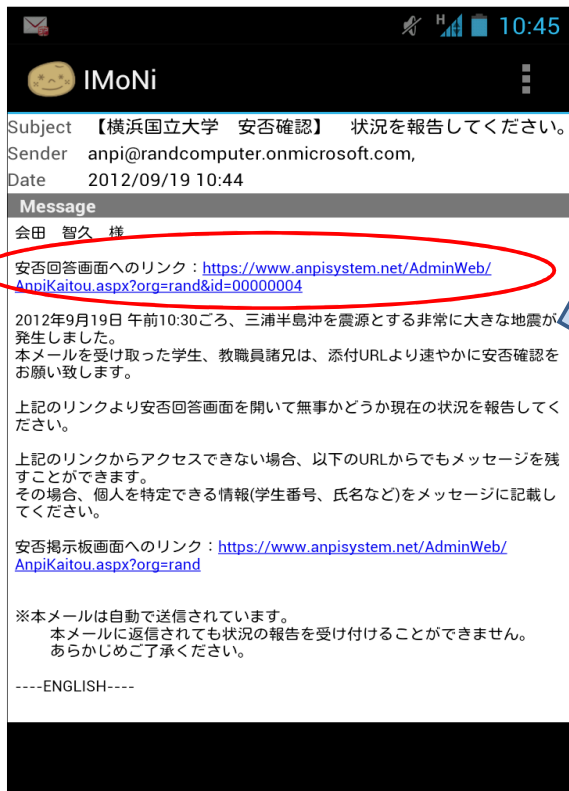 H 10:45
IMoNi
Subject 【横浜国立大学 安否確認】 状況を報告してください。
Sender anpi@randcomputer.onmicrosoft.com,
Date 2012/09/19 10:44
Message
会田 智久 様
安否回答画面へのリンク：https://www.anpisystem.net/AdminWeb/
AnpiKaitou.aspx?org=rand&id=00000004
2012年9月19日 午前10:30ごろ、三浦半島沖を震源とする非常に大きな地震が
発生しました。
本メールを受け取った学生、教職員諸兄は、添付URLより速やかに安否確認を
お願い致します。
上記のリンクより安否回答画面を開いて無事かどうか現在の状況を報告してく
ださい。
上記のリンクからアクセスできない場合、以下のURLからでもメッセージを残
すことができます。
その場合、個人を特定できる情報(学生番号、氏名など)をメッセージに記載し
てください。
安否掲示板画面へのリンク：https://www.anpisystem.net/AdminWeb/
AnpiKaitou.aspx?org=rand
※本メールは自動で送信されています。
本メールに返信されても状況の報告を受け付けることができません。
あらかじめご了承ください。
----ENGLISH----